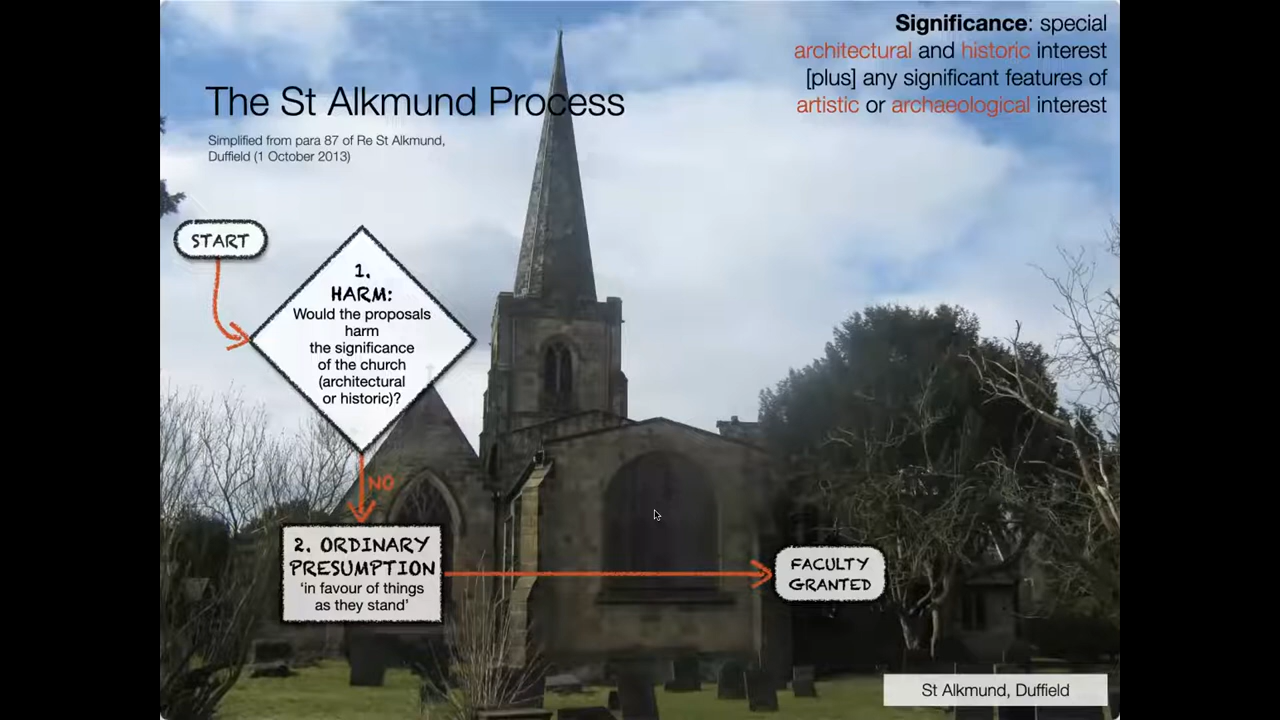 Significance: special
architectural and historic interest
[plus] any significant features of
artistic or archaeological interest
The St Alkmund Process
Simplified from para 87 of Re St Alkmund,
Duffield (1 October 2013)
START
1.
HARM:
Would the proposals
harm
the significance
of the church
(architectural
or historic)?
NO
2. ORDINARY
PRESUMPTION
‘in favour of things
as they stand’
FACULTY
GRANTED
St Alkmund, Duffield